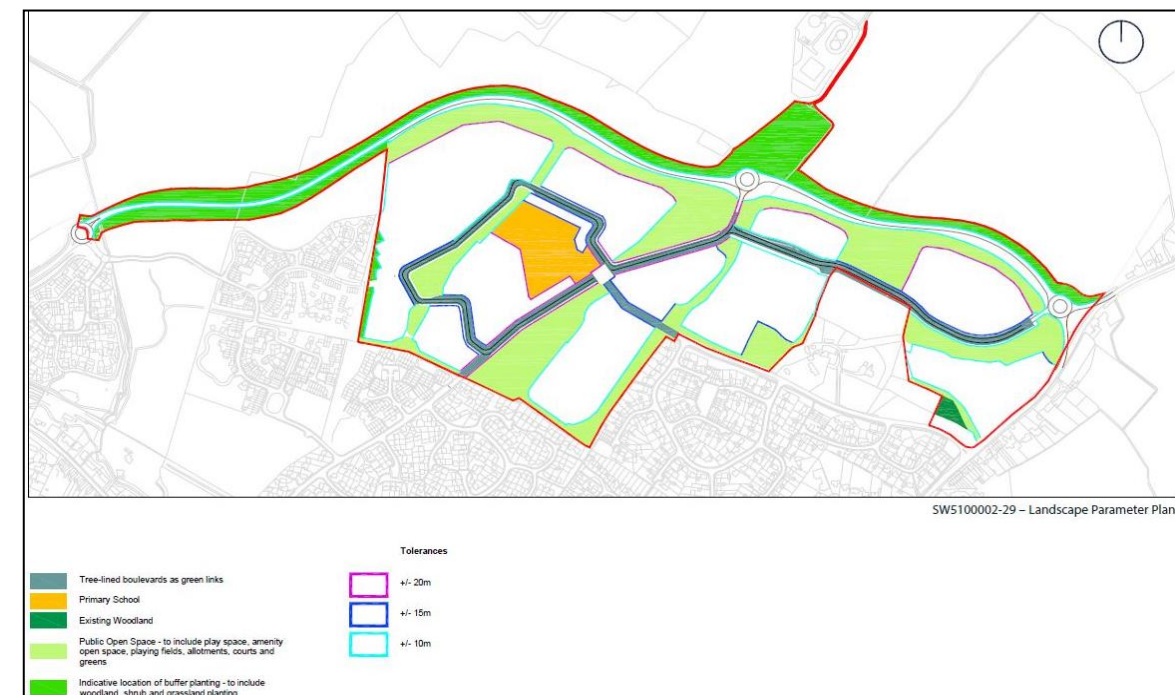 SW5100002-29 – Landscape Parameter Plan
Tolerances
Tree-lined boulevards as green links
Primary School
Existing Woodland
Public Open Space - to include play space, amenity
open space, playing fields, allotments, courts and
greens
Indicative location of buffer planting - to include
woodland, shrub and grassland planting
+/- 20m
+/- 15m
+/- 10m